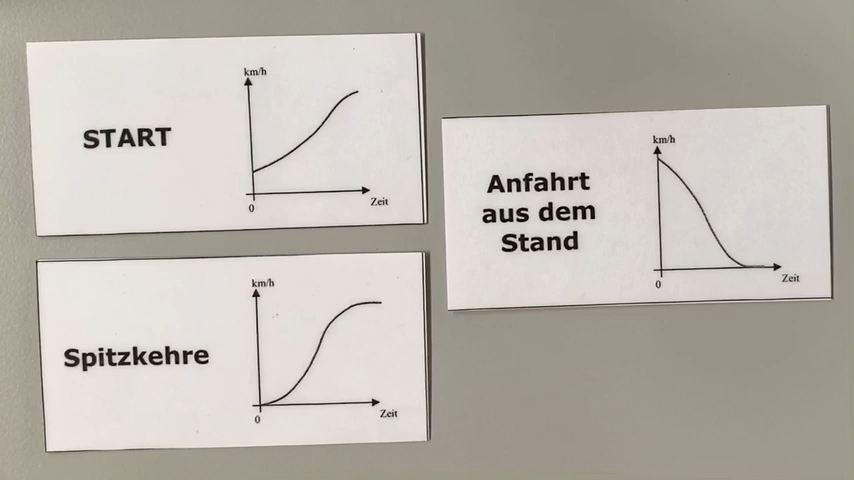 START
km/h
0
Zeit
Spitzkehre
km/h
0
Zeit
Anfahrt
aus dem
Stand
km/h
0
Zeit